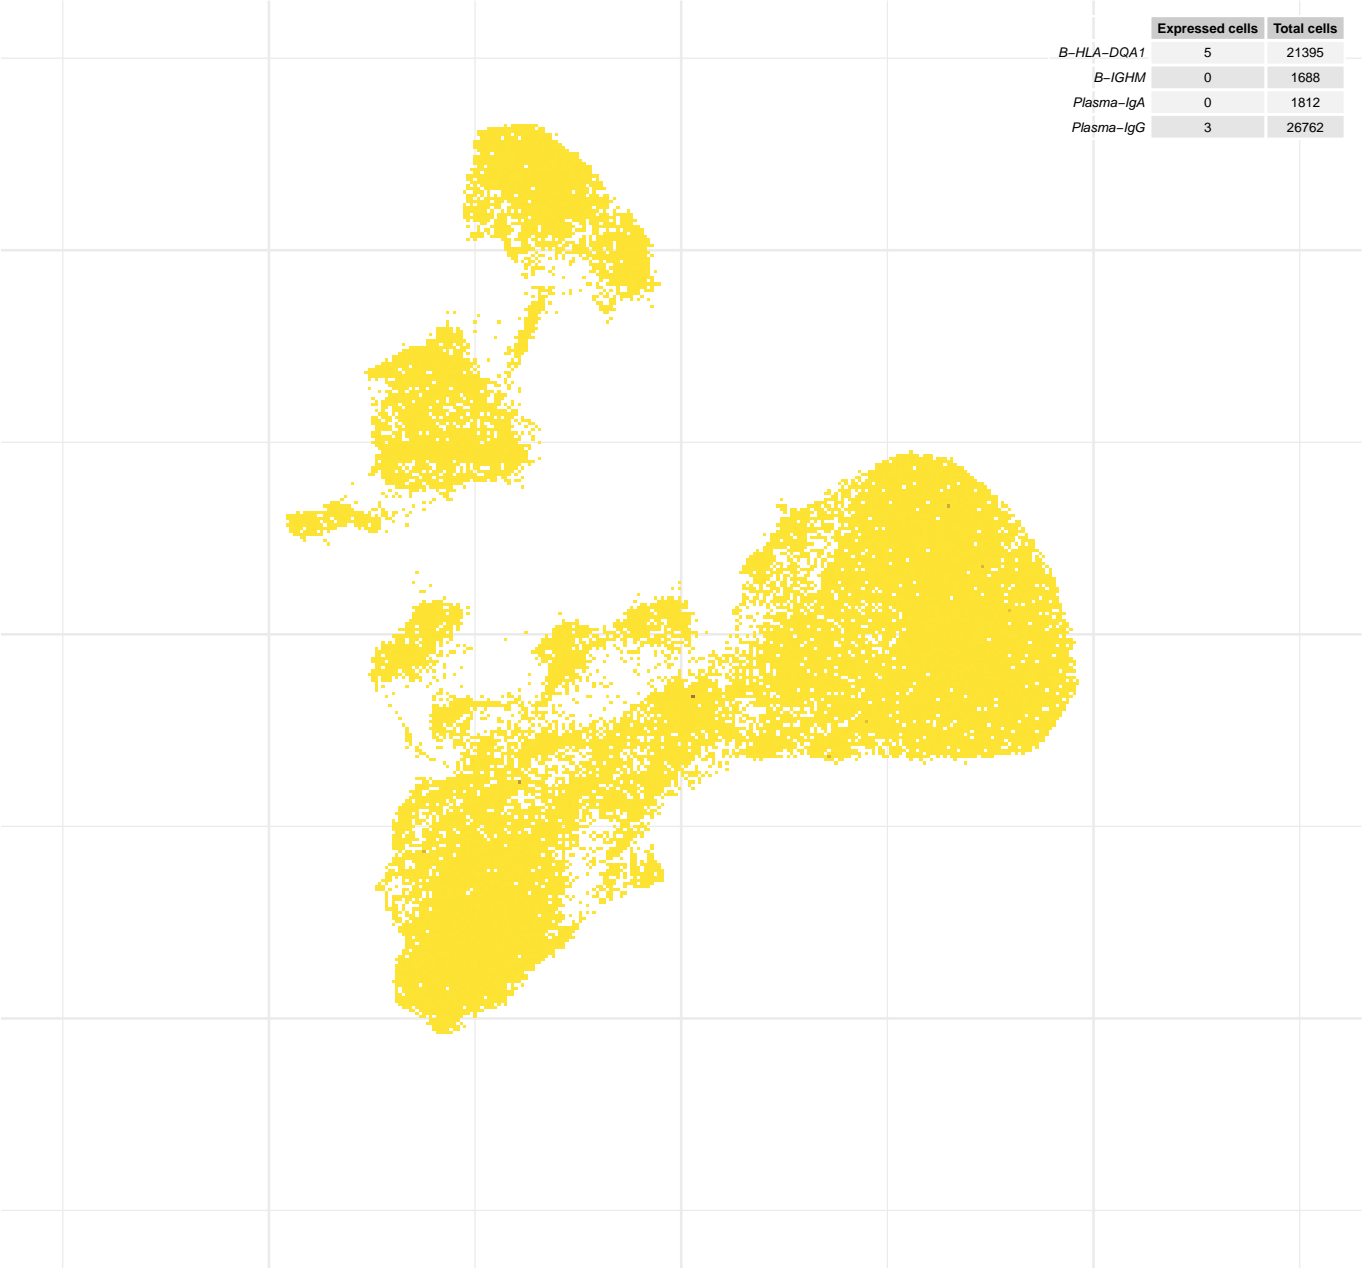 Expressed cells Total cells
B−HLA−DQA1 5 21395
B−IGHM 0 1688
Plasma−IgA 0 1812
Plasma−IgG 3 26762